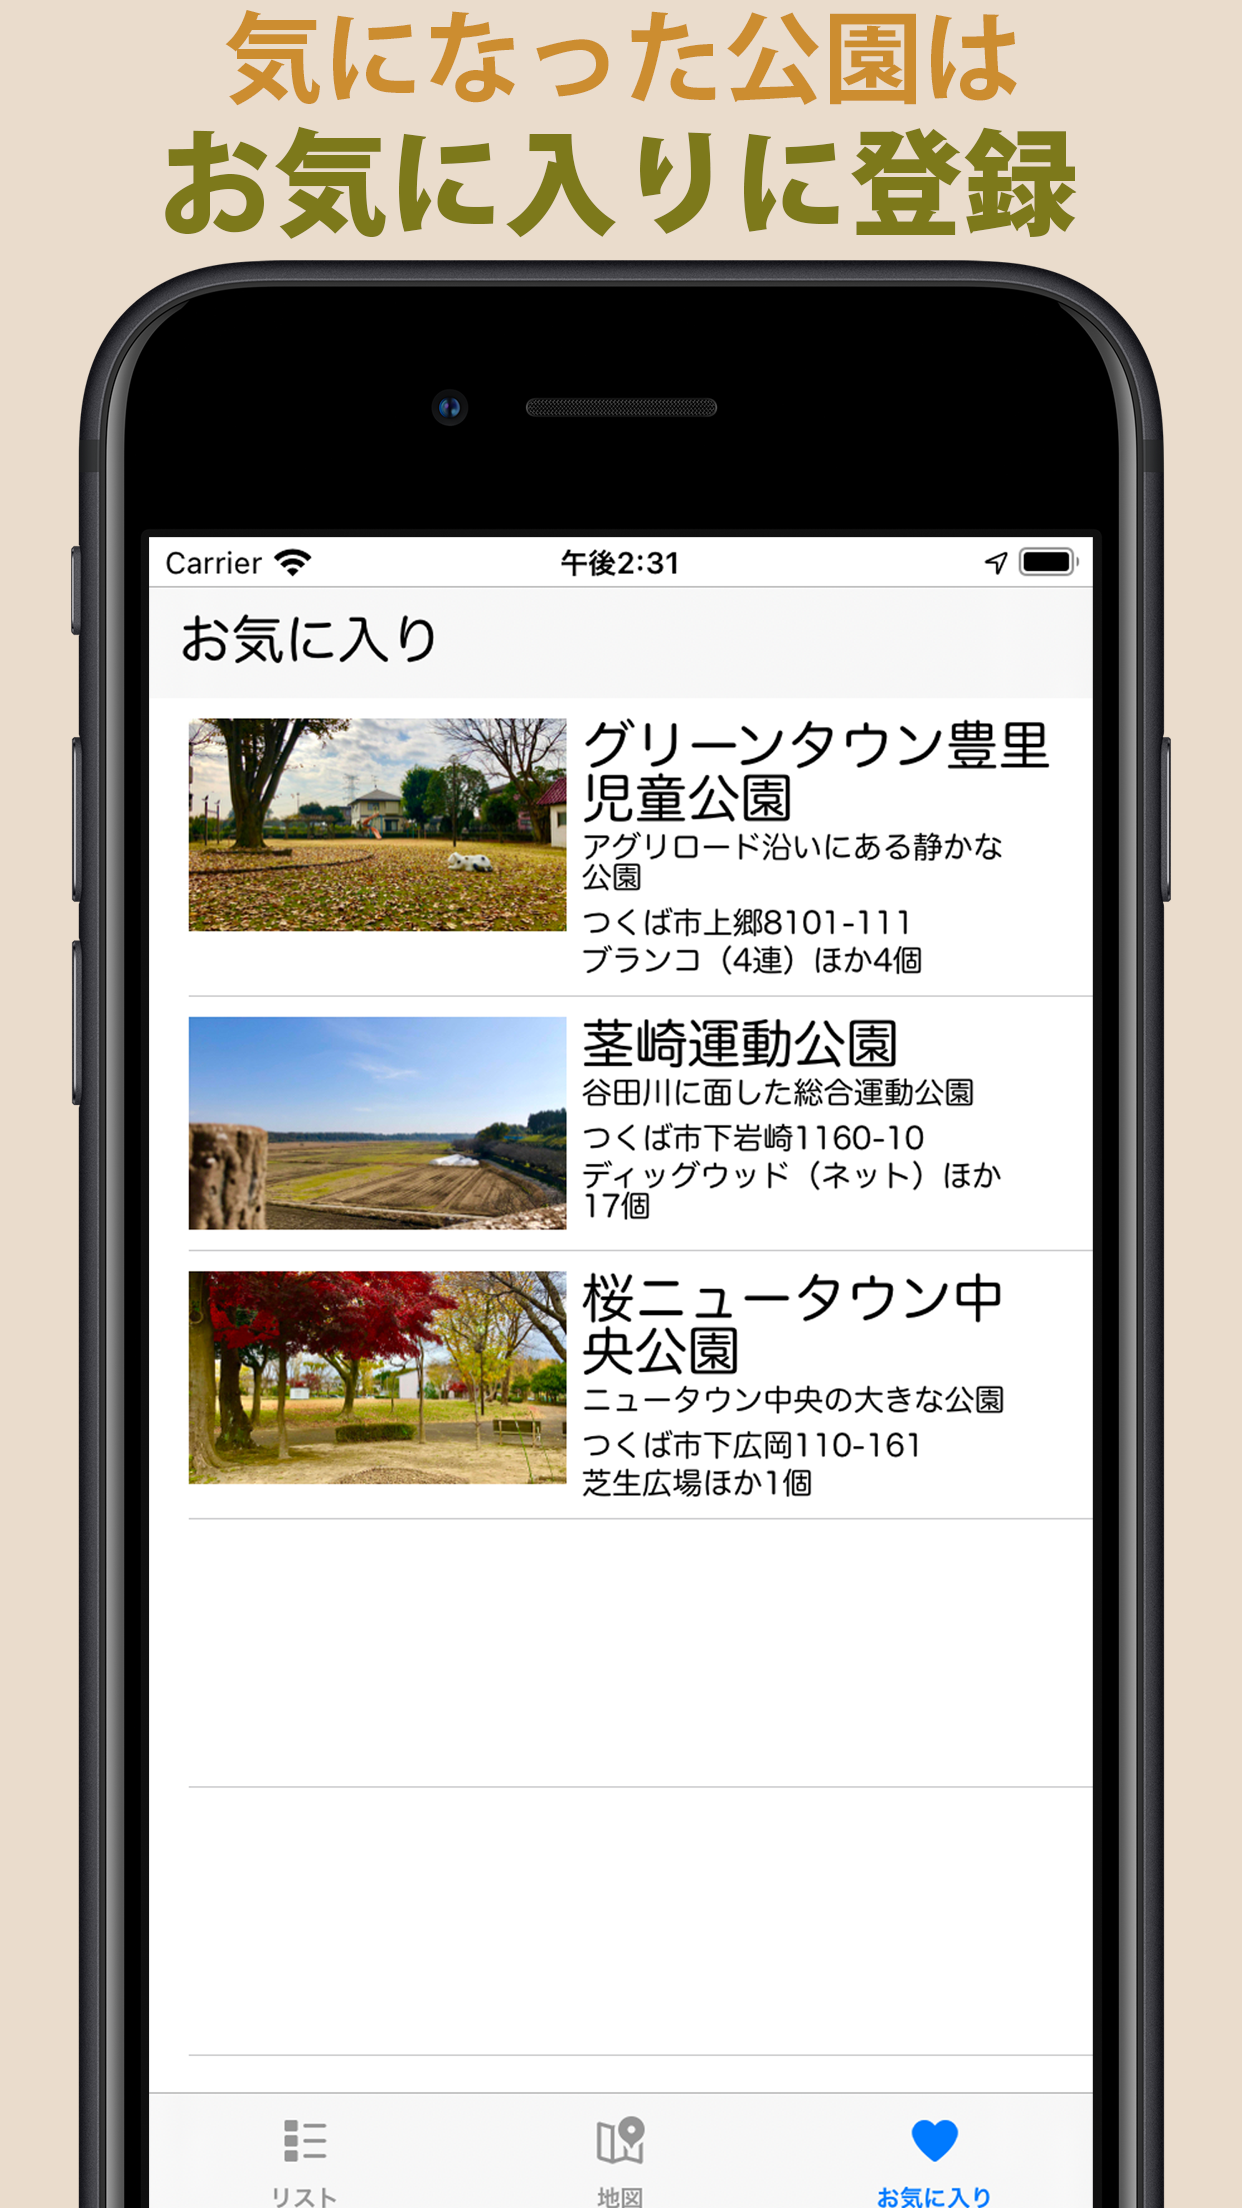 気になった公園は
お気に入りに登録
Carrier 午後2:31
お気に入り
グリーンタウン豊里
児童公園
アグリロード沿いにある静かな
公園
つくば市上郷8101-111
ブランコ（4連）ほか4個
茎崎運動公園
谷田川に面した総合運動公園
つくば市下岩崎1160-10
ディッグウッド（ネット）ほか
17個
桜ニュータウン中
央公園
ニュータウン中央の大きな公園
つくば市下広岡110-161
芝生広場ほか1個
リスト 地図 お気に入り